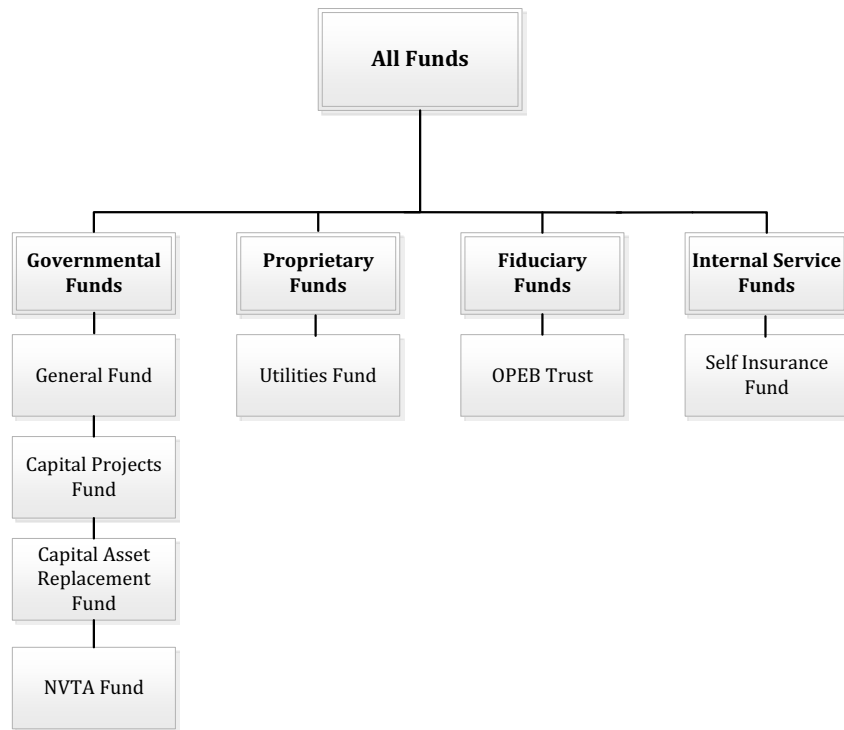 All Funds
Governmental
Funds
Proprietary
Funds
Fiduciary
Funds
Internal Service
Funds
General Fund
Utilities Fund
OPEB Trust
Self Insurance
Fund
Capital Projects
Fund
Capital Asset
Replacement
Fund
NVTA Fund